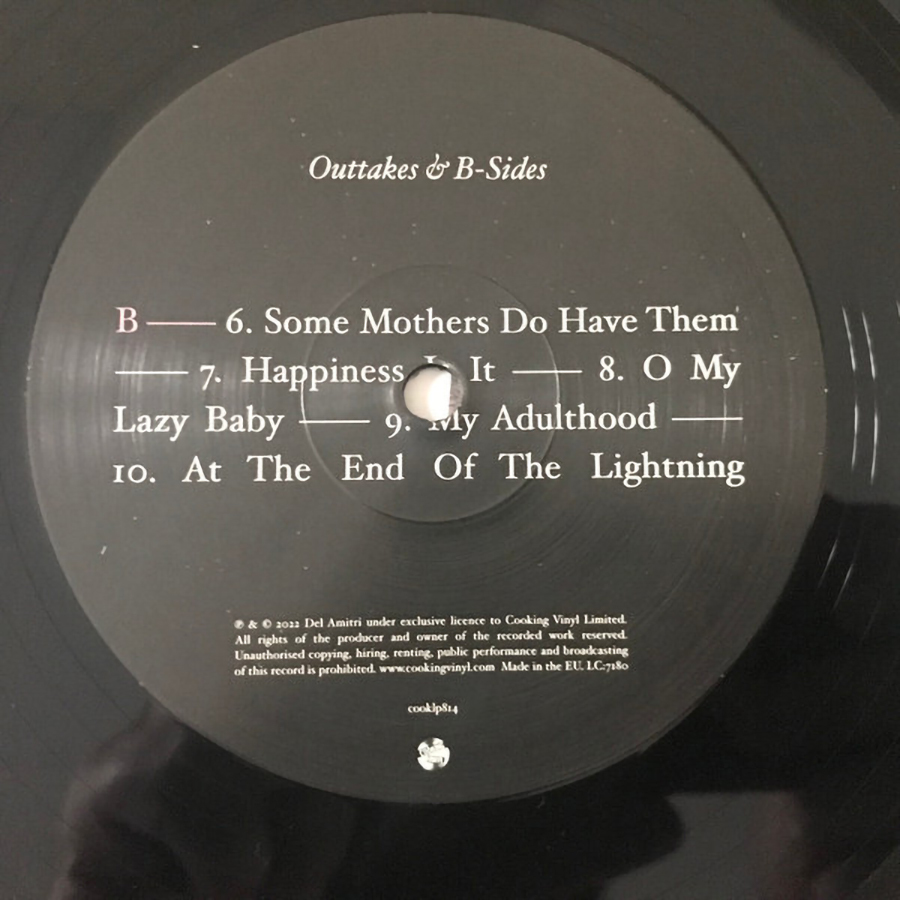 Outtakes & B-Sides
B — 6. Some Mothers Do Have Them
— 7. Happiness It — 8. O My
Lazy Baby — 9. My Adulthood —
10. At The End Of The Lightning
℗ & © 2022 Del Amitri under exclusive licence to Cooking Vinyl Limited.
All rights of the producer and owner of the recorded work reserved.
Unauthorised copying, hiring, renting, public performance and broadcasting
of this record is prohibited. www.cookingvinyl.com Made in the EU. LC-7180
cooklp814